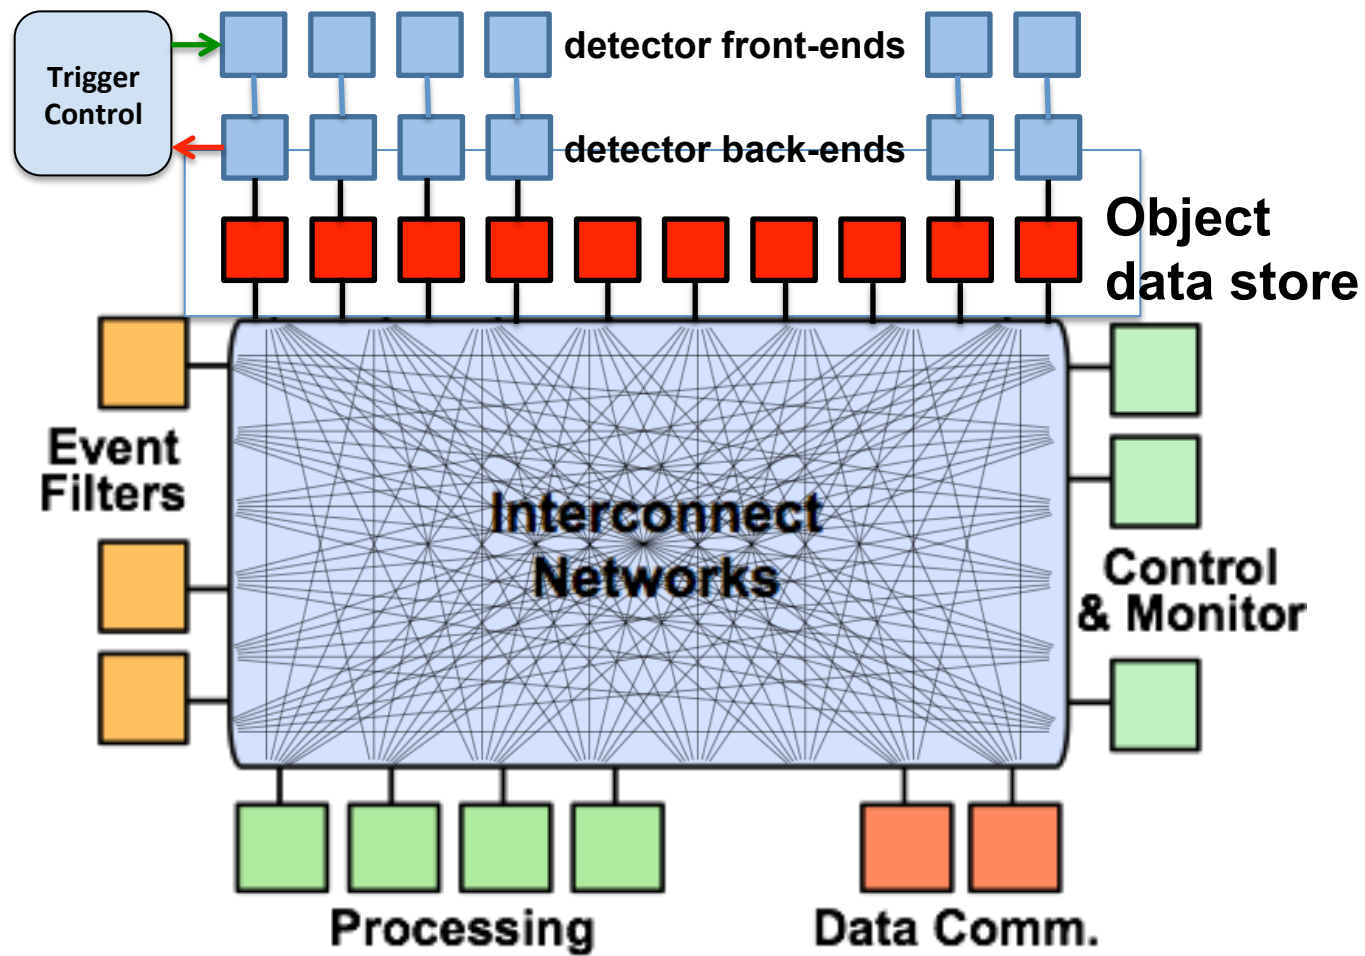 Trigger
Control
detector front-ends
detector back-ends
Object
data store
Event
Filters
Interconnect
Networks
Control
& Monitor
Processing
Data Comm.